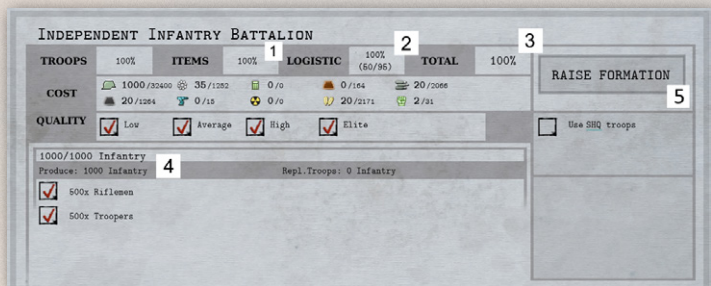 INDEPENDENT INFANTRY BATTALION
TROOPS 100% ITEMS 100% 1 LOGISTIC 100% (50/95) 2 TOTAL 100% 3
RAISE FORMATION
5
COST 1000/32400 35/1252 0/0 0/164 20/2066
20/1264 0/15 0/0 20/2171 2/31
QUALITY Low Average High Elite
Use SHQ troops
1000/1000 Infantry
Produce: 1000 Infantry 4 Repl.Troops: 0 Infantry
500x Riflemen
500x Troopers